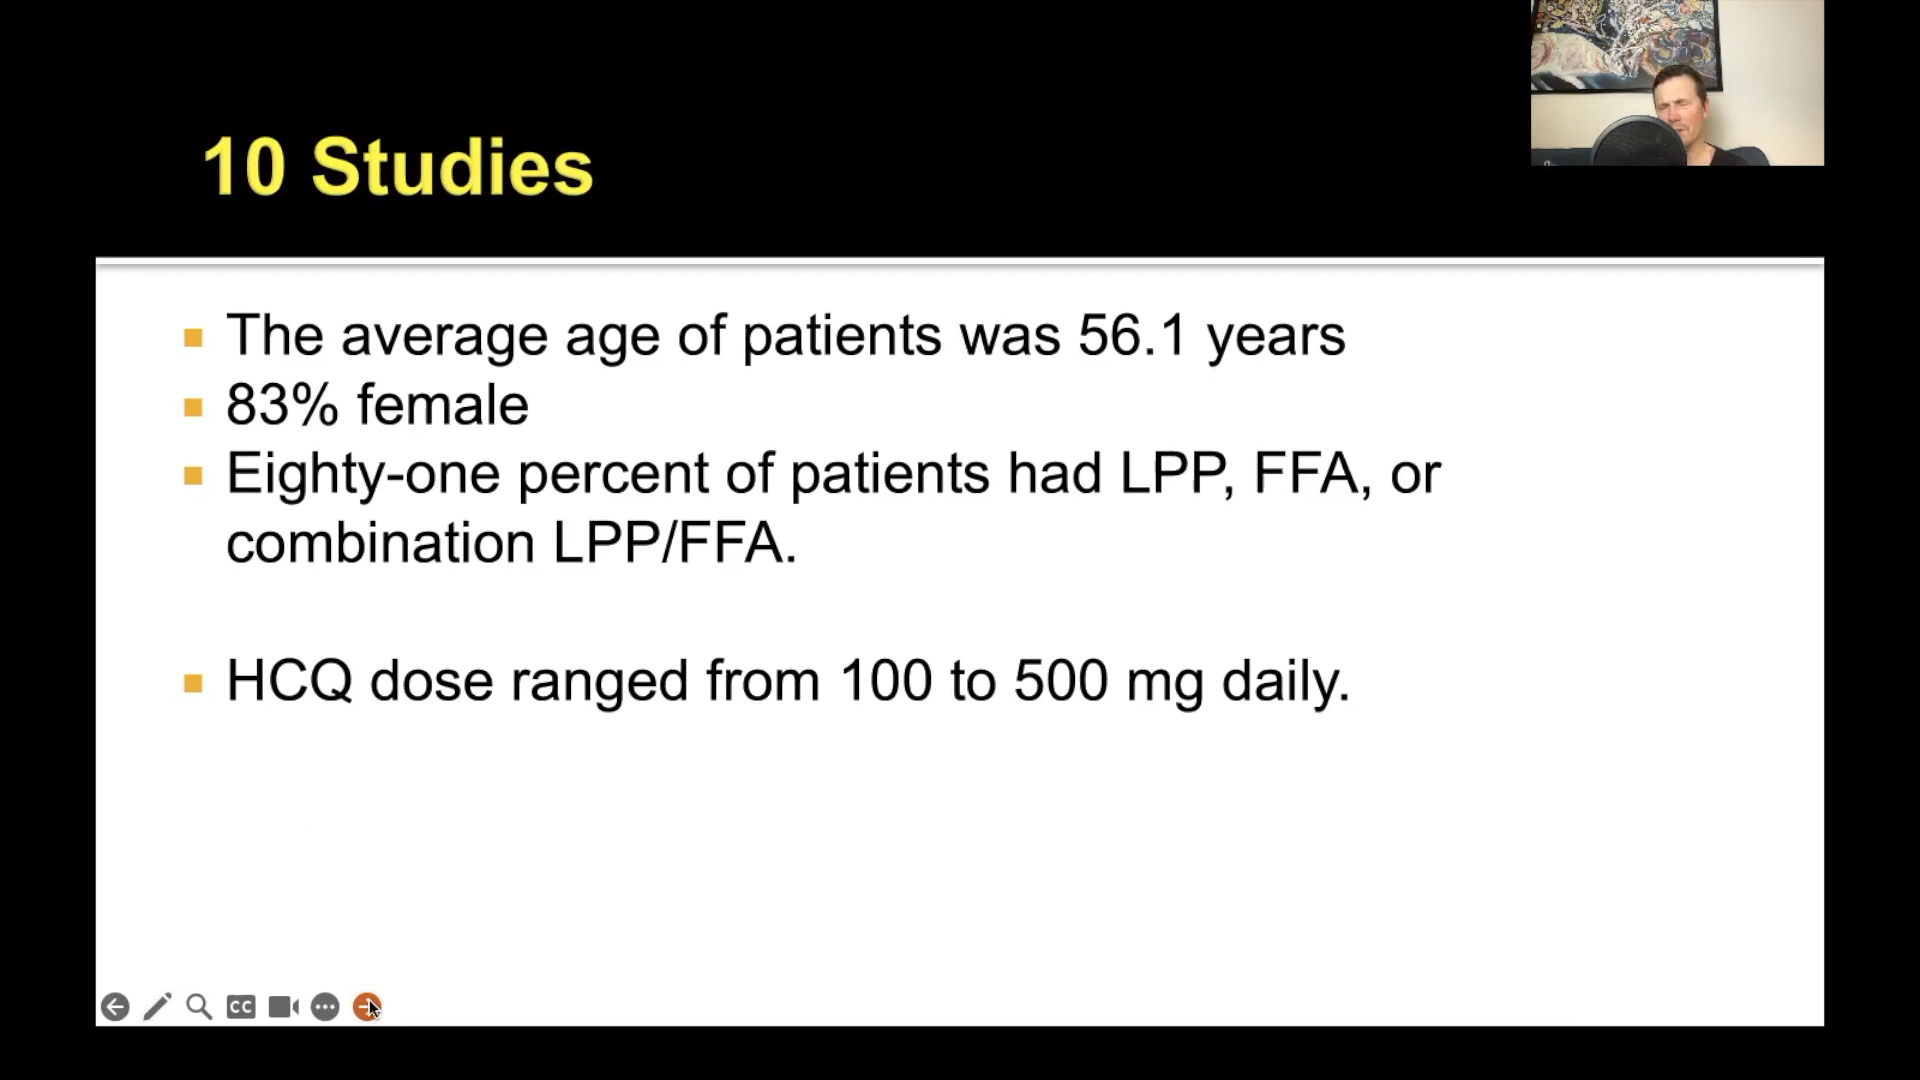 10 Studies
The average age of patients was 56.1 years
83% female
Eighty-one percent of patients had LPP, FFA, or
combination LPP/FFA.
HCQ dose ranged from 100 to 500 mg daily.
CC